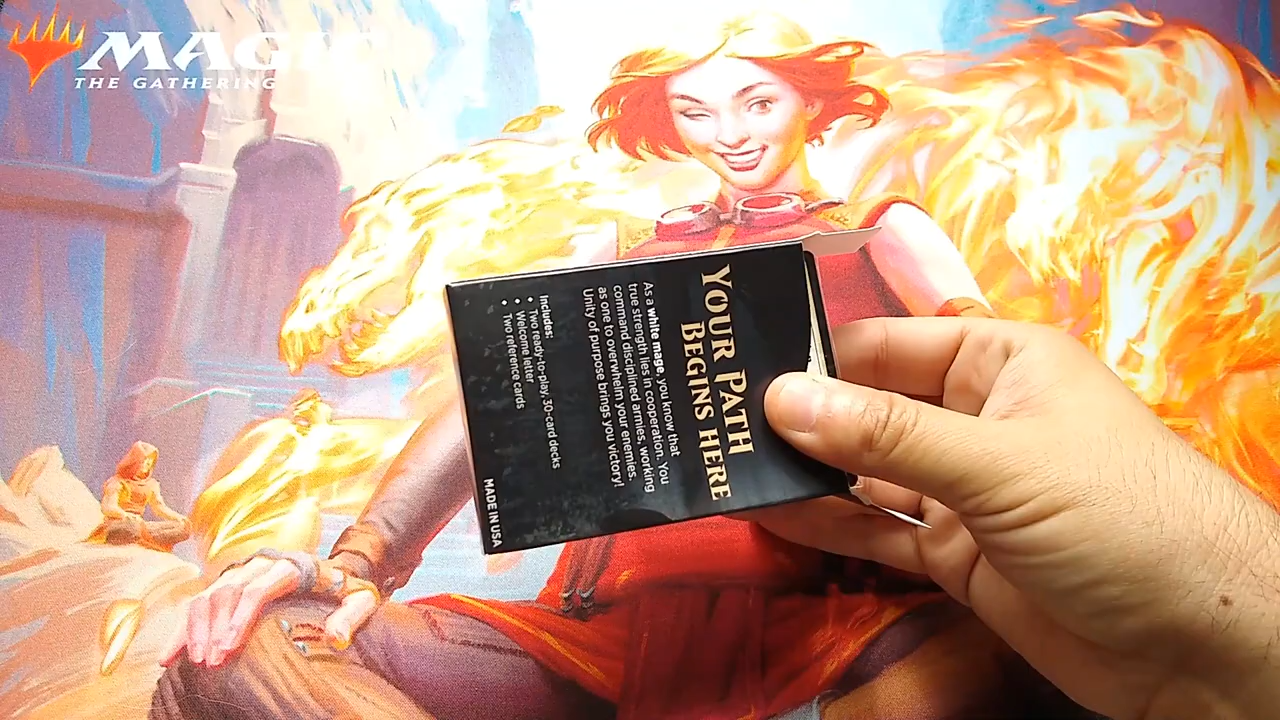 MAGIC
THE GATHERING
YOUR PATH
BEGINS HERE
As a white mage, you know that
true strength lies in cooperation. You
command disciplined armies, working
as one to overwhelm your enemies.
Unity of purpose brings you victory!
Includes:
• Two ready-to-play, 30-card decks
• Welcome letter
• Two reference cards
MADE IN USA